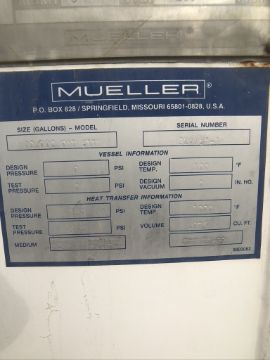 MUELLER®
P.O. BOX 828 / SPRINGFIELD, MISSOURI 65801-0828, U.S.A.
SIZE (GALLONS) - MODEL SERIAL NUMBER
VESSEL INFORMATION
DESIGN PRESSURE PSI DESIGN TEMP. °F
TEST PRESSURE PSI DESIGN VACUUM IN. HG.
HEAT TRANSFER INFORMATION
DESIGN PRESSURE PSI DESIGN TEMP. °F
TEST PRESSURE PSI VOLUME CU. FT.
MEDIUM